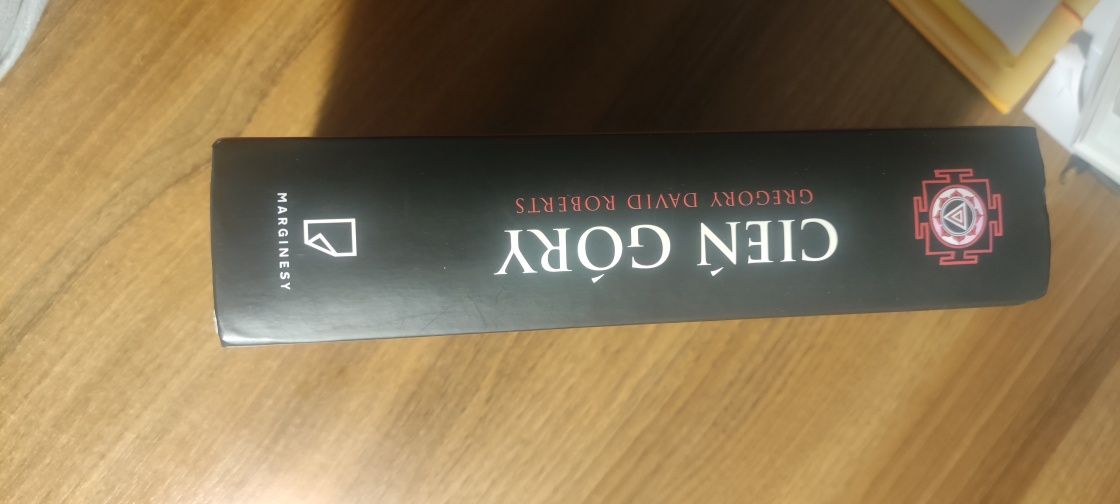 CIEŃ GÓRY
GREGORY DAVID ROBERTS
MARGINESY